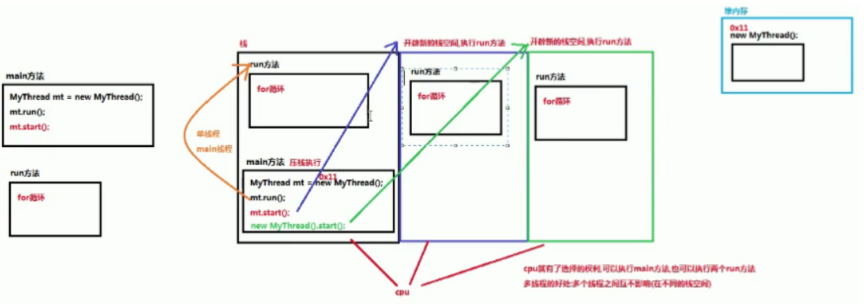 main方法
MyThread mt = new MyThread();
mt.run();
mt.start();
run方法
for循环
单线程
main线程
栈
run方法
for循环
main方法 压栈执行
0x11
MyThread mt = new MyThread();
mt.run();
mt.start();
new MyThread().start();
开辟新的栈空间,执行run方法
run方法
for循环
开辟新的栈空间,执行run方法
run方法
for循环
堆内存
0x11
new MyThread():
cpu
cpu就有了选择的权利,可以执行main方法,也可以执行两个run方法
多线程的好处:多个线程之间互不影响(在不同的栈空间)